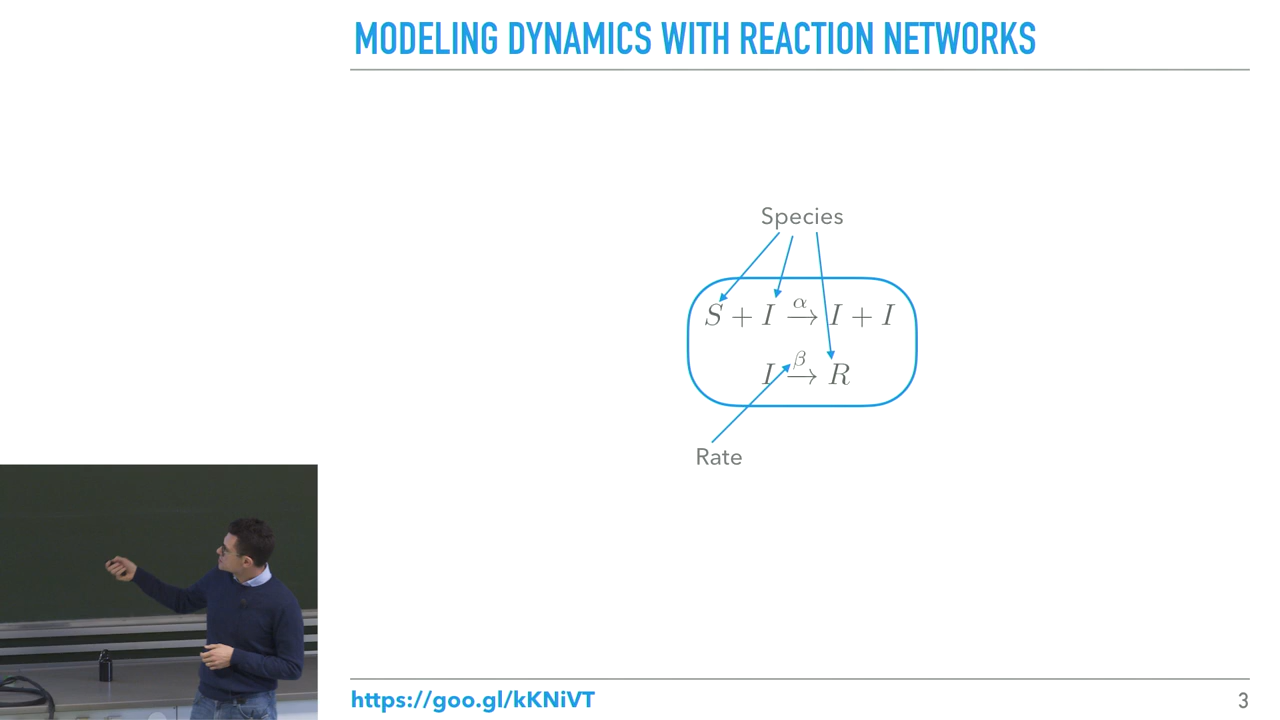 MODELING DYNAMICS WITH REACTION NETWORKS
Species
S + I →^α I + I
I →^β R
Rate
https://goo.gl/kKNiVT
3